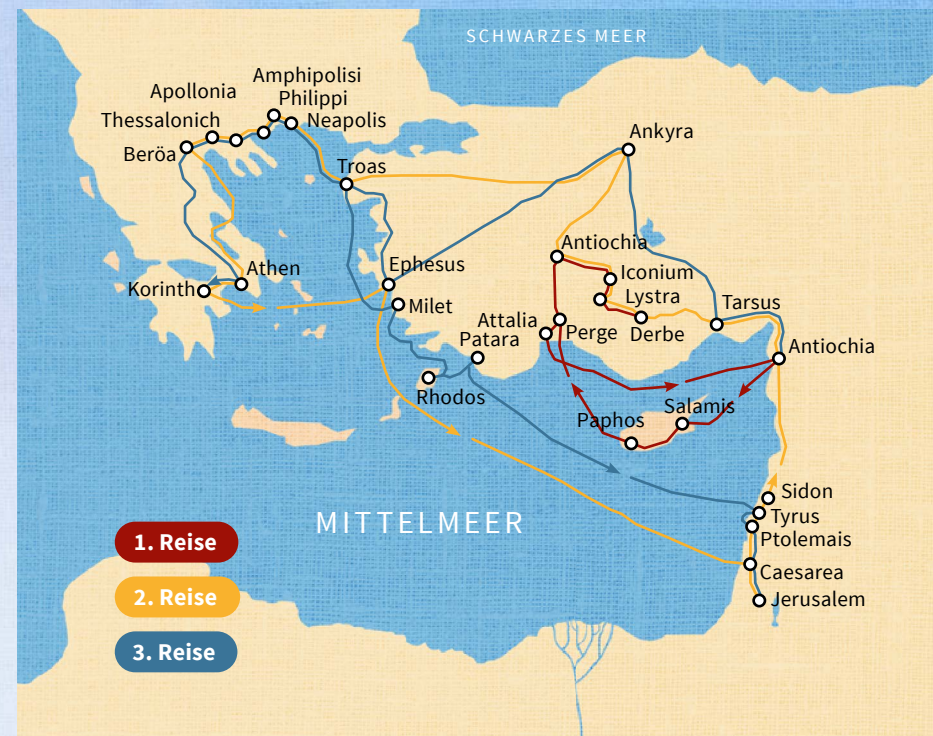 SCHWARZES MEER
Amphipolisi
Apollonia
Philippi
Thessalonich
Neapolis
Beröa
Ankyra
Troas
Antiochia
Athen
Ephesus
Iconium
Korinth
Lystra
Milet
Tarsus
Attalia
Perge
Derbe
Patara
Antiochia
Rhodos
Salamis
Paphos
Sidon
MITTELMEER
Tyrus
Ptolemais
1. Reise
Caesarea
2. Reise
Jerusalem
3. Reise